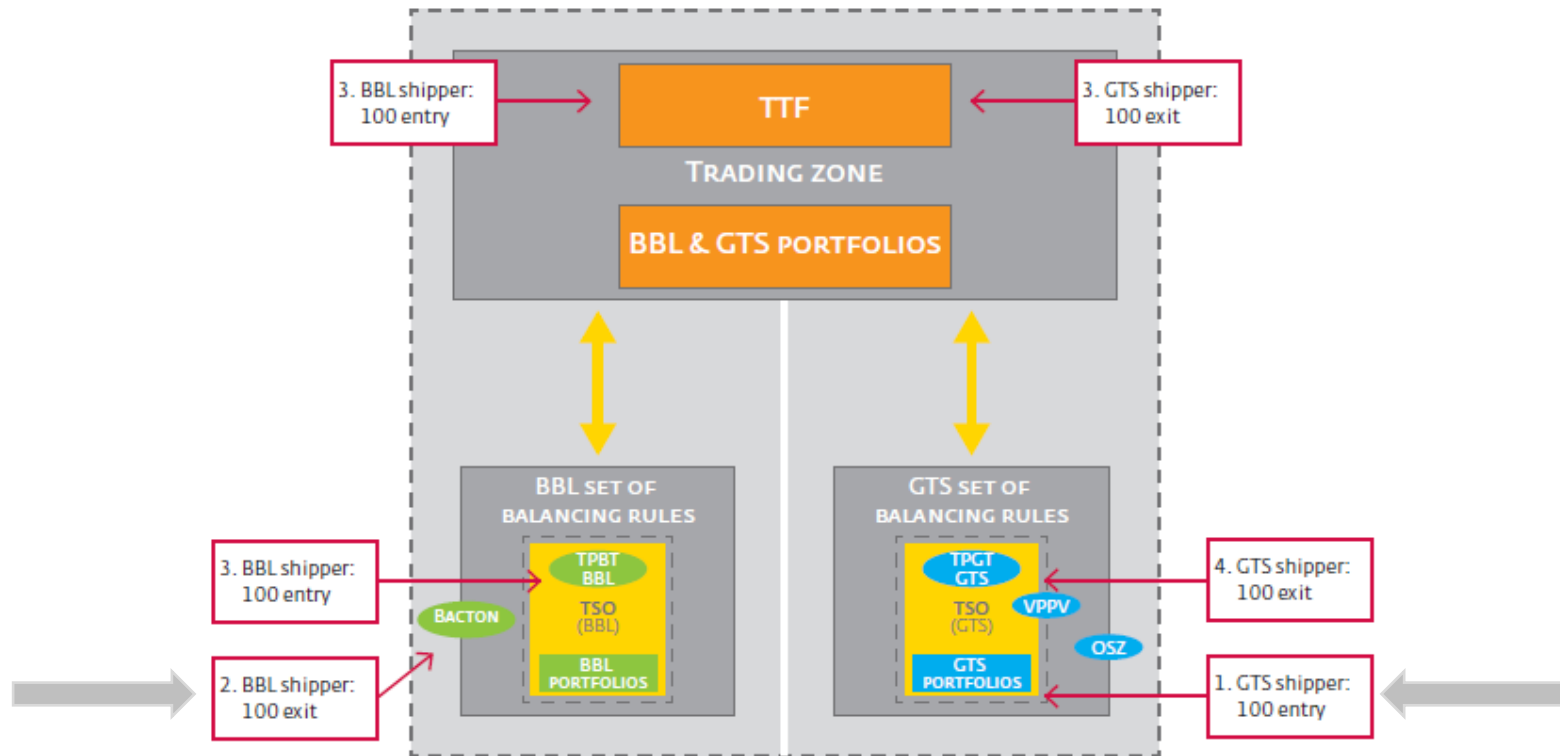 3. BBL shipper:
100 entry
TTF
3. GTS shipper:
100 exit
TRADING ZONE
BBL & GTS PORTFOLIOS
BBL SET OF
BALANCING RULES
GTS SET OF
BALANCING RULES
3. BBL shipper:
100 entry
TPBT
BBL
TSO
(BBL)
BACTON
BBL
PORTFOLIOS
2. BBL shipper:
100 exit
TPGT
GTS
TSO
(GTS)
VPPV
OSZ
GTS
PORTFOLIOS
4. GTS shipper:
100 exit
1. GTS shipper:
100 entry